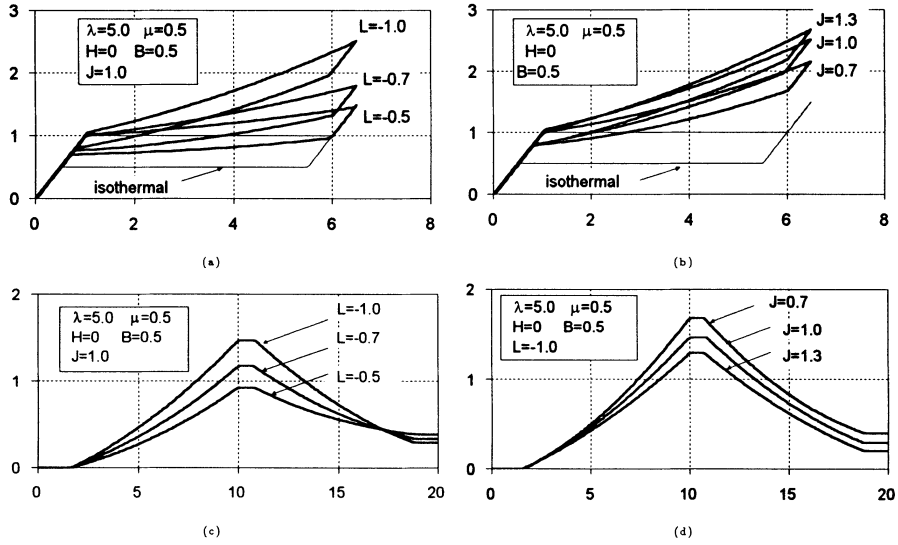 3
2
1
0
λ=5.0 μ=0.5
H=0 B=0.5
J=1.0
L=-1.0
L=-0.7
L=-0.5
isothermal
0 2 4 6 8
(a)
3
2
1
0
λ=5.0 μ=0.5
H=0
B=0.5
J=1.3
J=1.0
J=0.7
isothermal
0 2 4 6 8
(b)
2
1
0
λ=5.0 μ=0.5
H=0 B=0.5
J=1.0
L=-1.0
L=-0.7
L=-0.5
0 5 10 15 20
(c)
2
1
0
λ=5.0 μ=0.5
H=0 B=0.5
L=-1.0
J=0.7
J=1.0
J=1.3
0 5 10 15 20
(d)